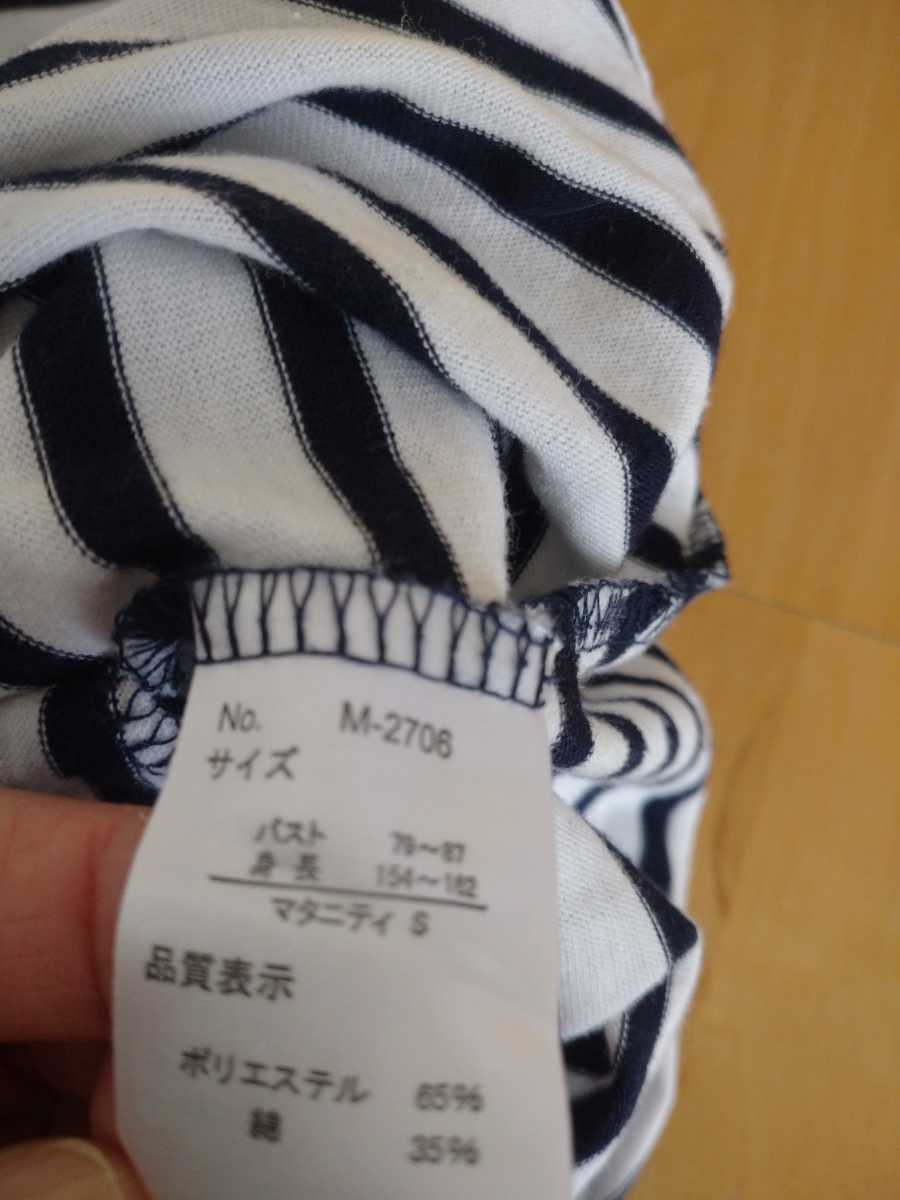 No. M-2706
サイズ
バスト 79〜87
身長 154〜162
マタニティ S
品質表示
ポリエステル 65%
綿 35%